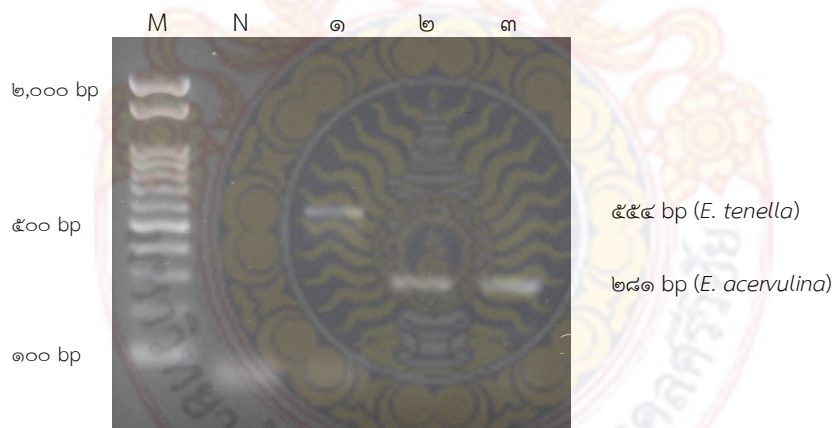 M N ๑ ๒ ๓
๒,๐๐๐ bp
๕๕๔ bp (E. tenella)
๕๐๐ bp
๒๘๑ bp (E. acervulina)
๑๐๐ bp